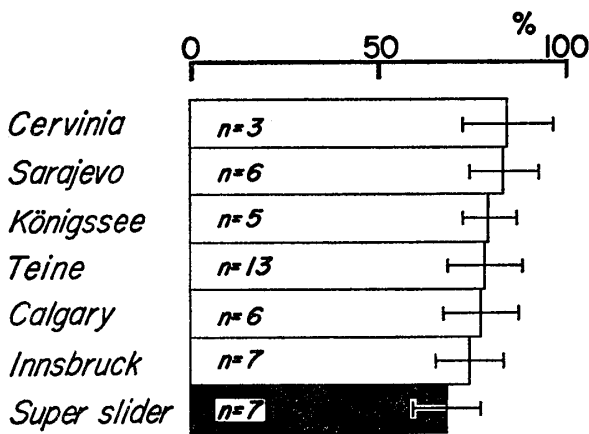 %
0 50 100
Cervinia n=3
Sarajevo n=6
Königssee n=5
Teine n=13
Calgary n=6
Innsbruck n=7
Super slider n=7